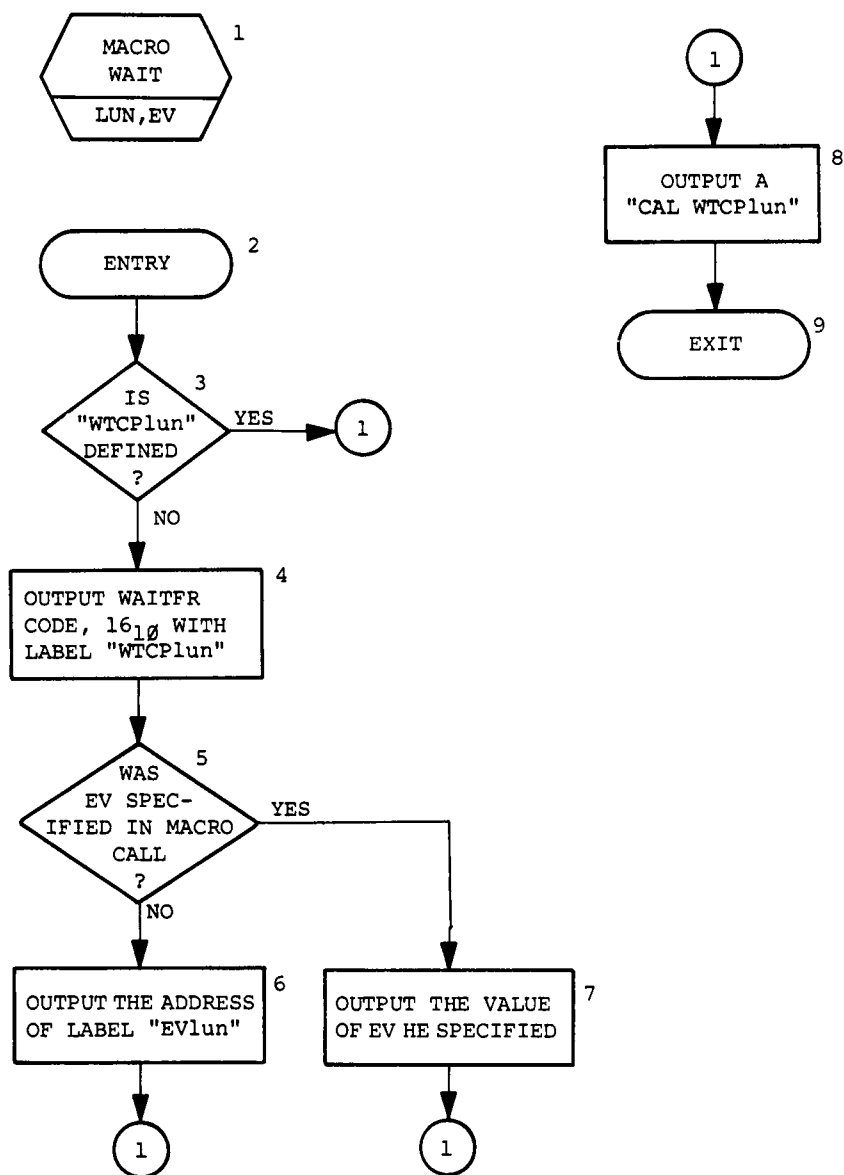 1
MACRO
WAIT
LUN,EV
2
ENTRY
3
IS
"WTCPlun"
DEFINED
?
YES
1
NO
4
OUTPUT WAITFR
CODE, 16₁Ø WITH
LABEL "WTCPlun"
5
WAS
EV SPEC-
IFIED IN MACRO
CALL
?
YES
NO
6
OUTPUT THE ADDRESS
OF LABEL "EVlun"
1
7
OUTPUT THE VALUE
OF EV HE SPECIFIED
1
1
8
OUTPUT A
"CAL WTCPlun"
9
EXIT